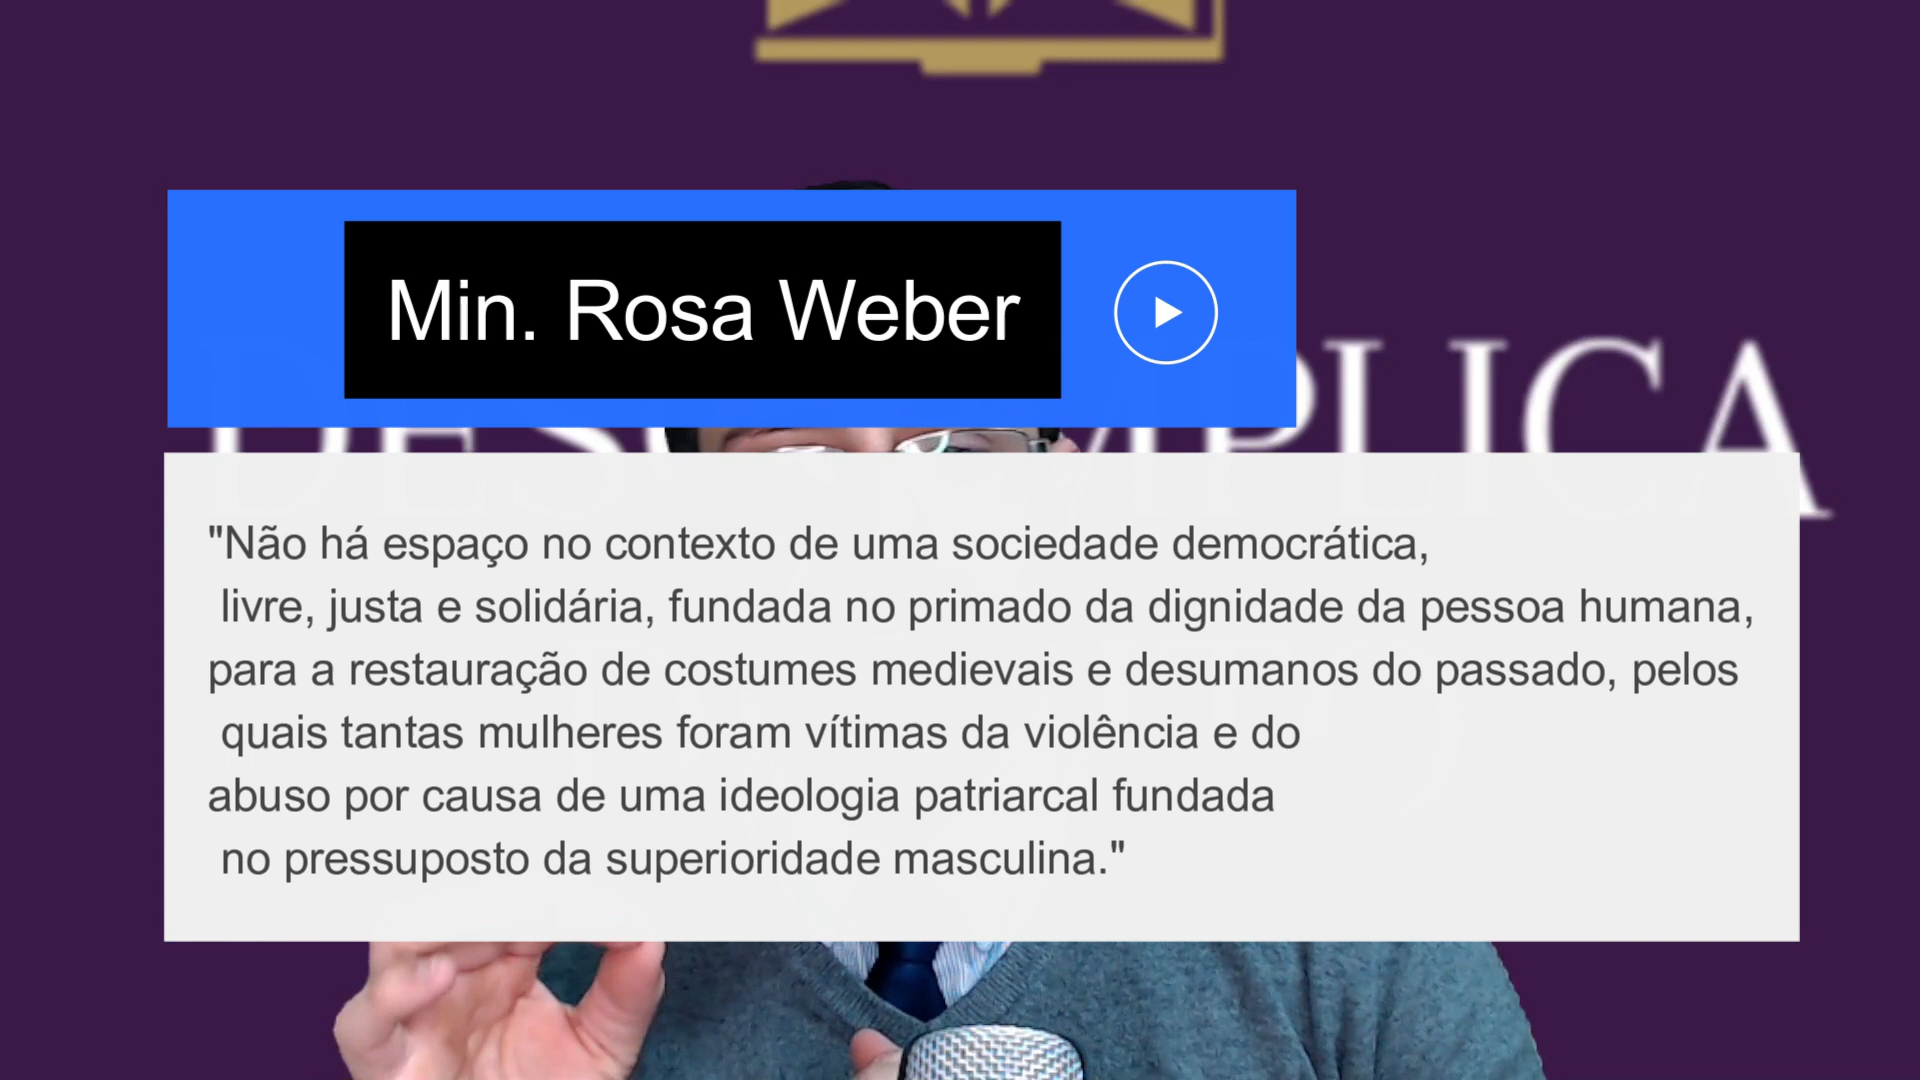 Min. Rosa Weber
"Não há espaço no contexto de uma sociedade democrática,
livre, justa e solidária, fundada no primado da dignidade da pessoa humana,
para a restauração de costumes medievais e desumanos do passado, pelos
quais tantas mulheres foram vítimas da violência e do
abuso por causa de uma ideologia patriarcal fundada
no pressuposto da superioridade masculina."